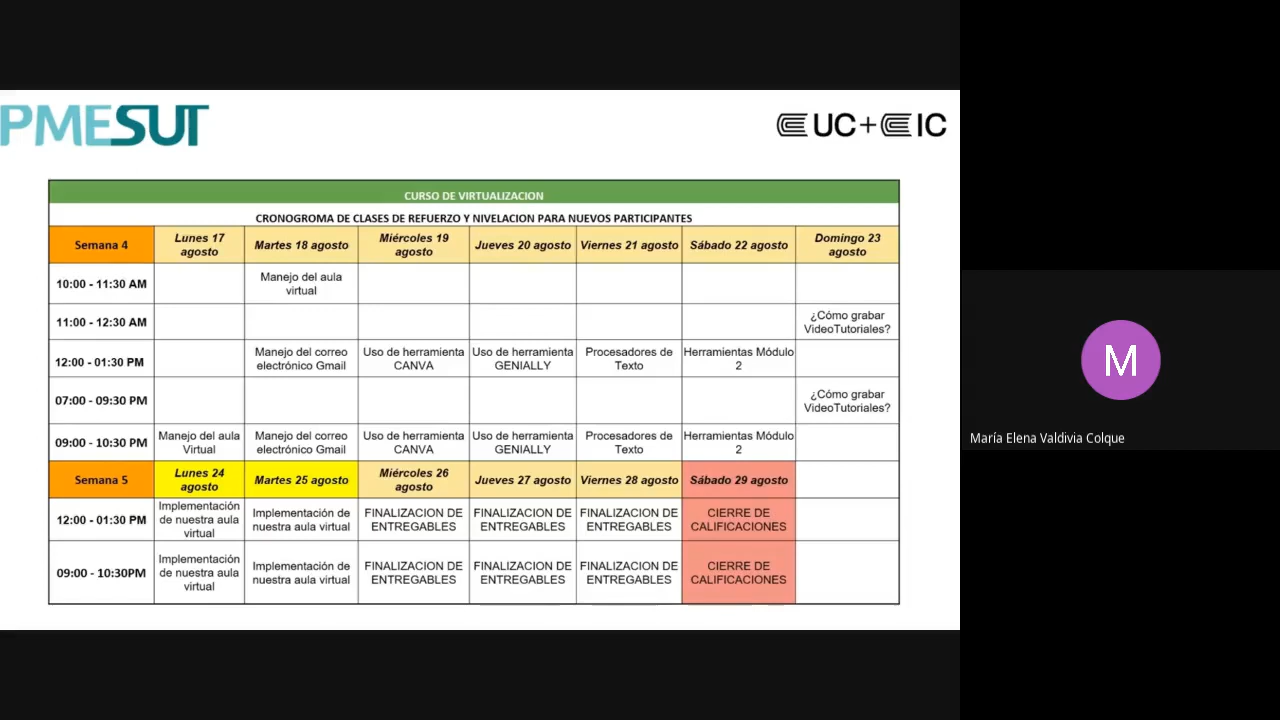 PMESUT
UC+ IC
CURSO DE VIRTUALIZACION
CRONOGROMA DE CLASES DE REFUERZO Y NIVELACION PARA NUEVOS PARTICIPANTES
Semana 4
Lunes 17
agosto
Martes 18 agosto
Miércoles 19
agosto
Jueves 20 agosto
Viernes 21 agosto
Sábado 22 agosto
Domingo 23
agosto
10:00 - 11:30 AM
Manejo del aula
virtual
11:00 - 12:30 AM
¿Cómo grabar
VideoTutoriales?
12:00 - 01:30 PM
Manejo del correo
electrónico Gmail
Uso de herramienta
CANVA
Uso de herramienta
GENIALLY
Procesadores de
Texto
Herramientas Módulo
2
07:00 - 09:30 PM
¿Cómo grabar
VideoTutoriales?
09:00 - 10:30 PM
Manejo del aula
Virtual
Manejo del correo
electrónico Gmail
Uso de herramienta
CANVA
Uso de herramienta
GENIALLY
Procesadores de
Texto
Herramientas Módulo
2
Semana 5
Lunes 24
agosto
Martes 25 agosto
Miércoles 26
agosto
Jueves 27 agosto
Viernes 28 agosto
Sábado 29 agosto
12:00 - 01:30 PM
Implementación
de nuestra aula
virtual
Implementación de
nuestra aula virtual
FINALIZACION DE
ENTREGABLES
FINALIZACION DE
ENTREGABLES
FINALIZACION DE
ENTREGABLES
CIERRE DE
CALIFICACIONES
09:00 - 10:30PM
Implementación
de nuestra aula
virtual
Implementación de
nuestra aula virtual
FINALIZACION DE
ENTREGABLES
FINALIZACION DE
ENTREGABLES
FINALIZACION DE
ENTREGABLES
CIERRE DE
CALIFICACIONES
M
María Elena Valdivia Colque